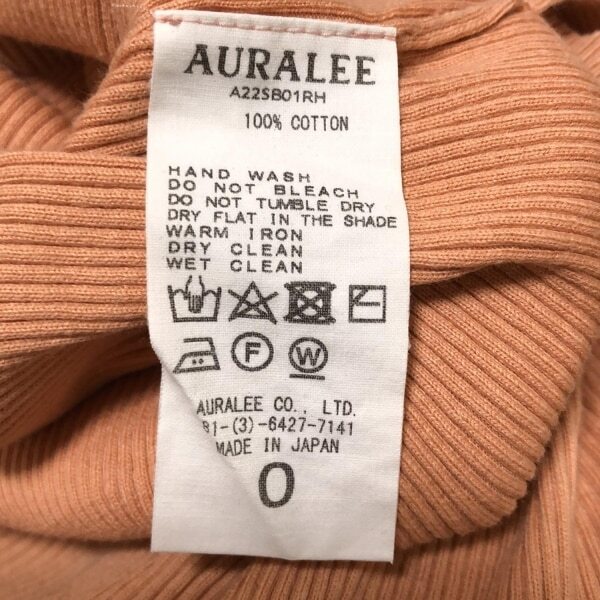 AURALEE
A22SB01RH
100% COTTON
HAND WASH
DO NOT BLEACH
DO NOT TUMBLE DRY
DRY FLAT IN THE SHADE
WARM IRON
DRY CLEAN
WET CLEAN
F W
AURALEE CO., LTD.
81-(3)-6427-7141
MADE IN JAPAN
0